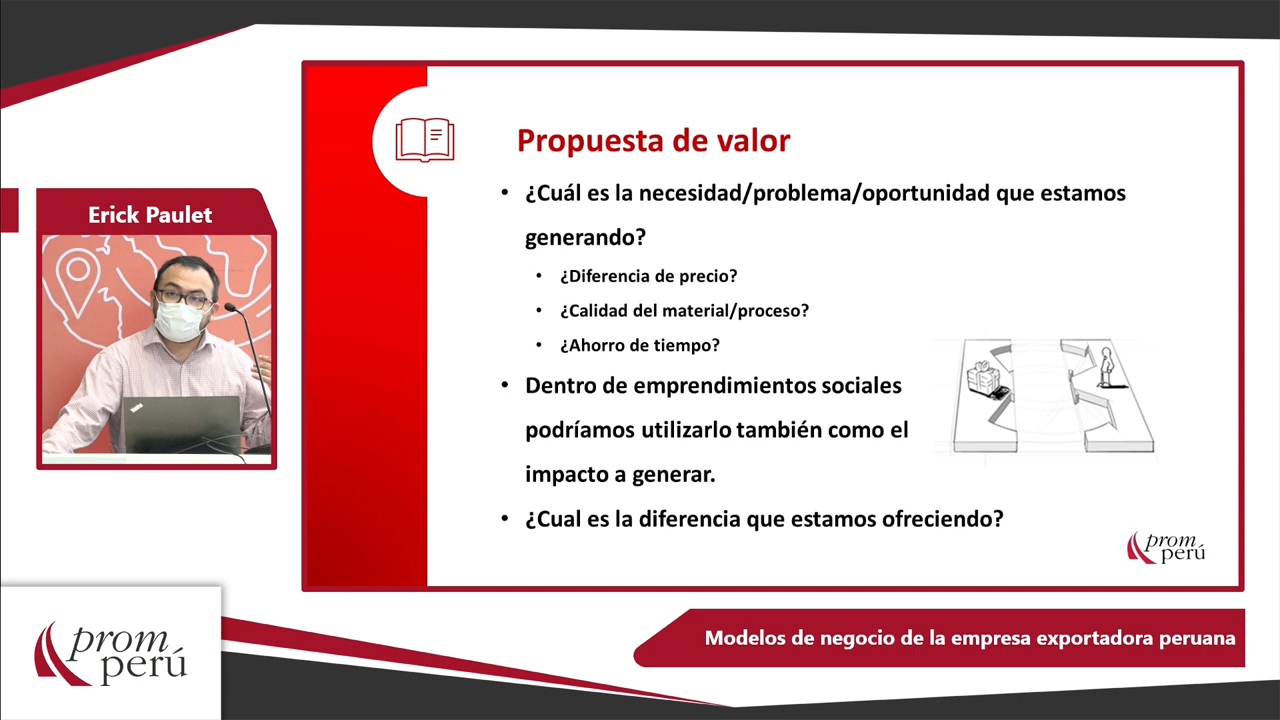 Erick Paulet
Propuesta de valor
• ¿Cuál es la necesidad/problema/oportunidad que estamos
generando?
• ¿Diferencia de precio?
• ¿Calidad del material/proceso?
• ¿Ahorro de tiempo?
• Dentro de emprendimientos sociales
podríamos utilizarlo también como el
impacto a generar.
• ¿Cual es la diferencia que estamos ofreciendo?
prom
perú
prom
perú
Modelos de negocio de la empresa exportadora peruana